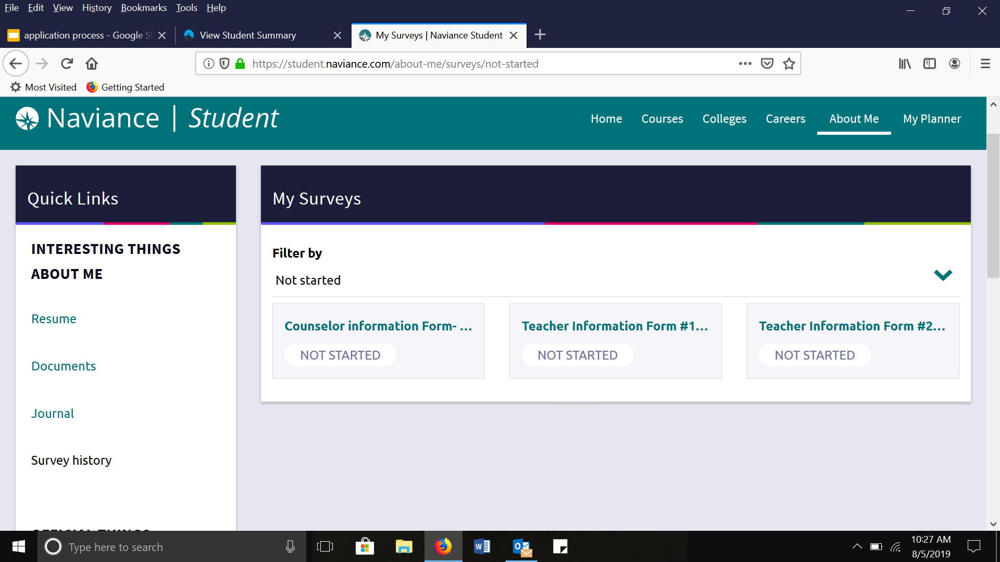 File Edit View History Bookmarks Tools Help
application process - Google Sl
View Student Summary
My Surveys | Naviance Student
https://student.naviance.com/about-me/surveys/not-started
Most Visited
Getting Started
Naviance | Student
Home Courses Colleges Careers About Me My Planner
Quick Links
INTERESTING THINGS
ABOUT ME
Resume
Documents
Journal
Survey history
OFFICIAL THINGS
My Surveys
Filter by
Not started
Counselor information Form- ...
NOT STARTED
Teacher Information Form #1...
NOT STARTED
Teacher Information Form #2...
NOT STARTED
Type here to search
10:27 AM
8/5/2019